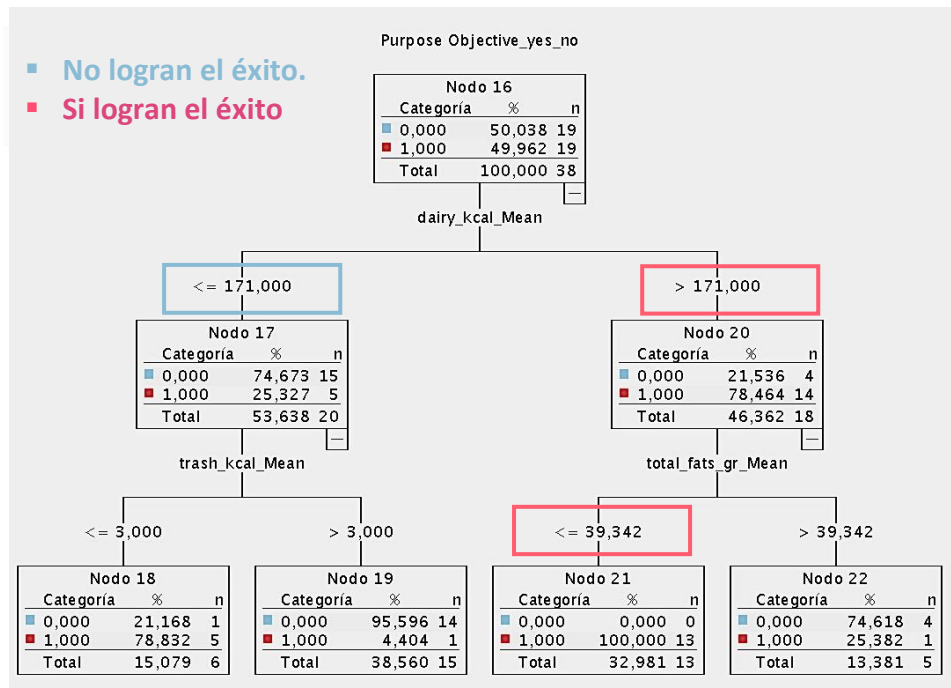 Purpose Objective_yes_no
▪ No logran el éxito.
▪ Si logran el éxito
Nodo 16
Categoría % n
0,000 50,038 19
1,000 49,962 19
Total 100,000 38
dairy_kcal_Mean
<= 171,000
> 171,000
Nodo 17
Categoría % n
0,000 74,673 15
1,000 25,327 5
Total 53,638 20
Nodo 20
Categoría % n
0,000 21,536 4
1,000 78,464 14
Total 46,362 18
trash_kcal_Mean
total_fats_gr_Mean
<= 3,000
> 3,000
<= 39,342
> 39,342
Nodo 18
Categoría % n
0,000 21,168 1
1,000 78,832 5
Total 15,079 6
Nodo 19
Categoría % n
0,000 95,596 14
1,000 4,404 1
Total 38,560 15
Nodo 21
Categoría % n
0,000 0,000 0
1,000 100,000 13
Total 32,981 13
Nodo 22
Categoría % n
0,000 74,618 4
1,000 25,382 1
Total 13,381 5